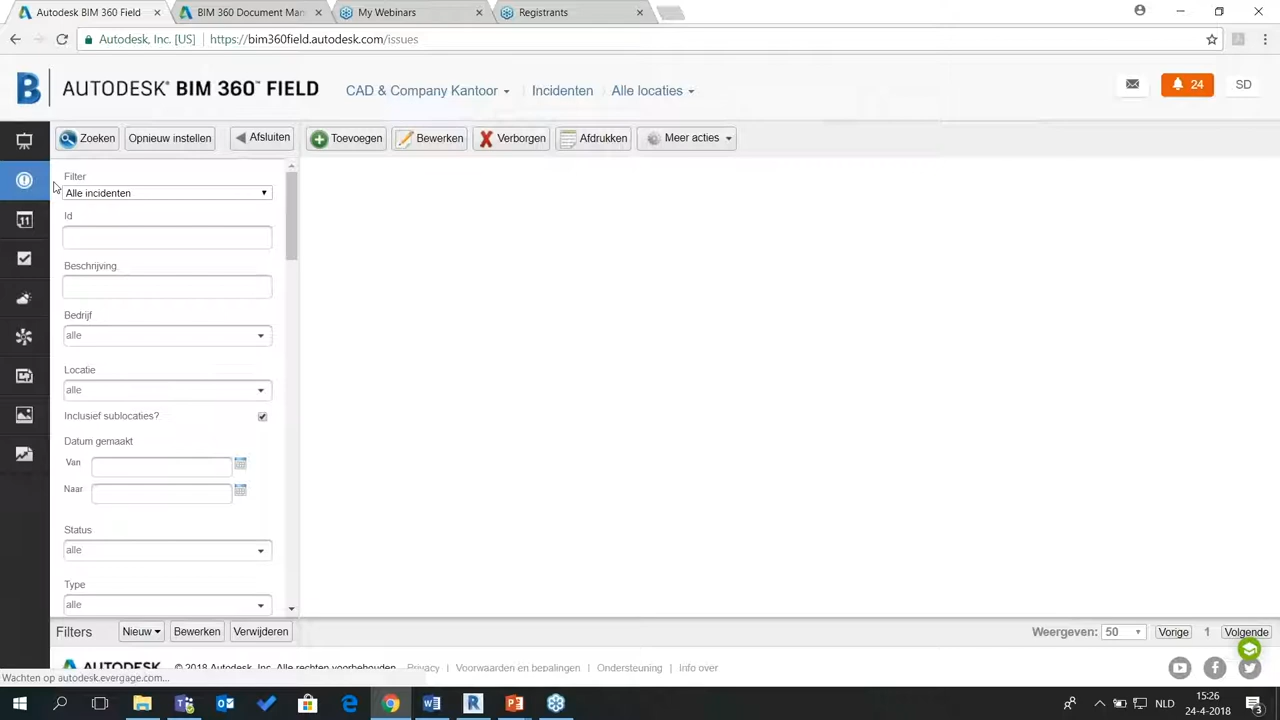 Autodesk BIM 360 Field
BIM 360 Document Man
My Webinars
Registrants
Autodesk, Inc. [US]
https://bim360field.autodesk.com/issues
AUTODESK® BIM 360™ FIELD
CAD & Company Kantoor
Incidenten
Alle locaties
24
SD
Zoeken
Opnieuw instellen
Afsluiten
Toevoegen
Bewerken
Verborgen
Afdrukken
Meer acties
Filter
Alle incidenten
Id
Beschrijving
Bedrijf
alle
Locatie
alle
Inclusief sublocaties?
Datum gemaakt
Van
Naar
Status
alle
Type
alle
Filters
Nieuw
Bewerken
Verwijderen
Weergeven: 50
Vorige
1
Volgende
AUTODESK
© 2018 Autodesk, Inc. Alle rechten voorbehouden
Privacy
Voorwaarden en bepalingen
Ondersteuning
Info over
Wachten op autodesk.evergage.com...
NLD
15:26
24-4-2018
3